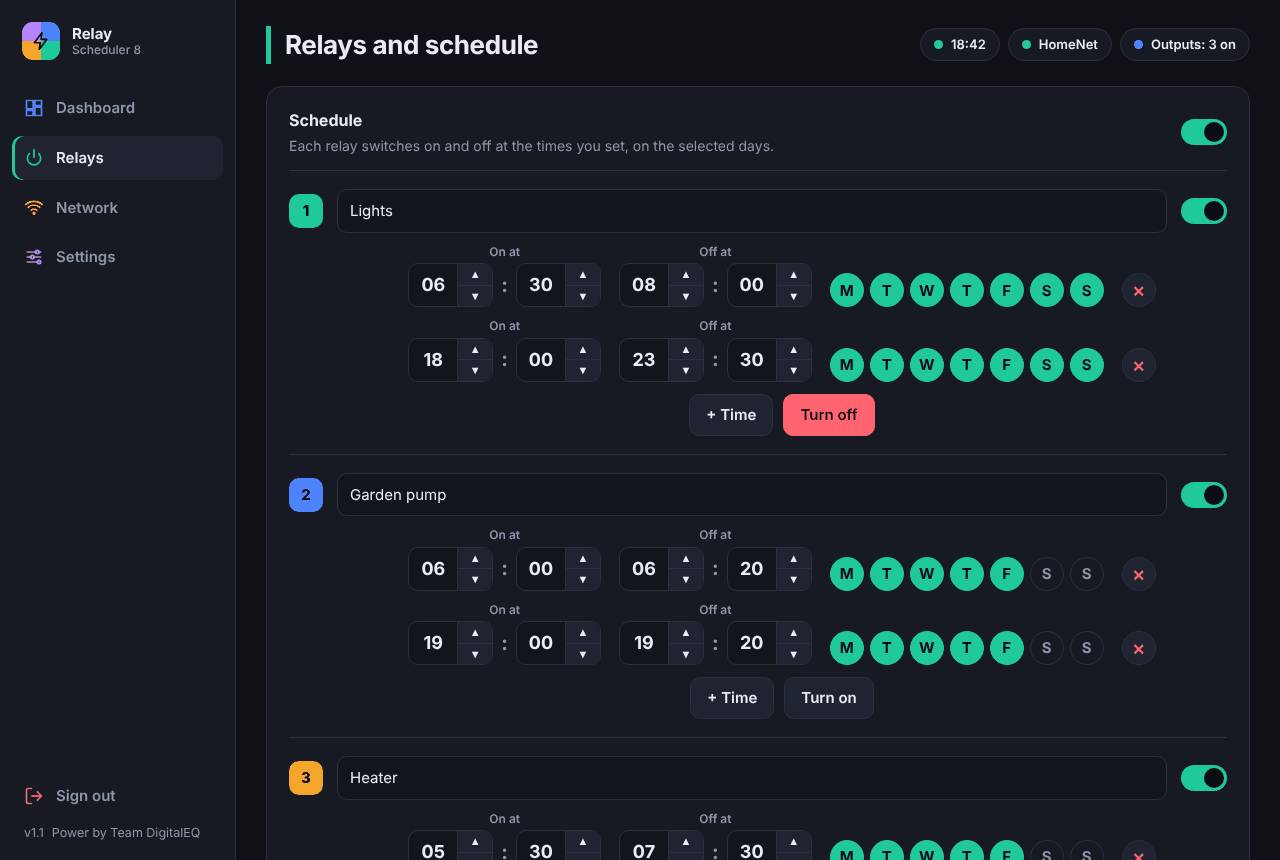 Relay
Scheduler 8
Dashboard
Relays
Network
Settings
Sign out
v1.1 Power by Team DigitalEQ
Relays and schedule
18:42
HomeNet
Outputs: 3 on
Schedule
Each relay switches on and off at the times you set, on the selected days.
1 Lights
On at Off at
06 : 30 08 : 00 M T W T F S S ×
On at Off at
18 : 00 23 : 30 M T W T F S S ×
+ Time Turn off
2 Garden pump
On at Off at
06 : 00 06 : 20 M T W T F S S ×
On at Off at
19 : 00 19 : 20 M T W T F S S ×
+ Time Turn on
3 Heater
On at Off at
05 : 30 07 : 30 M T W T F S S ×